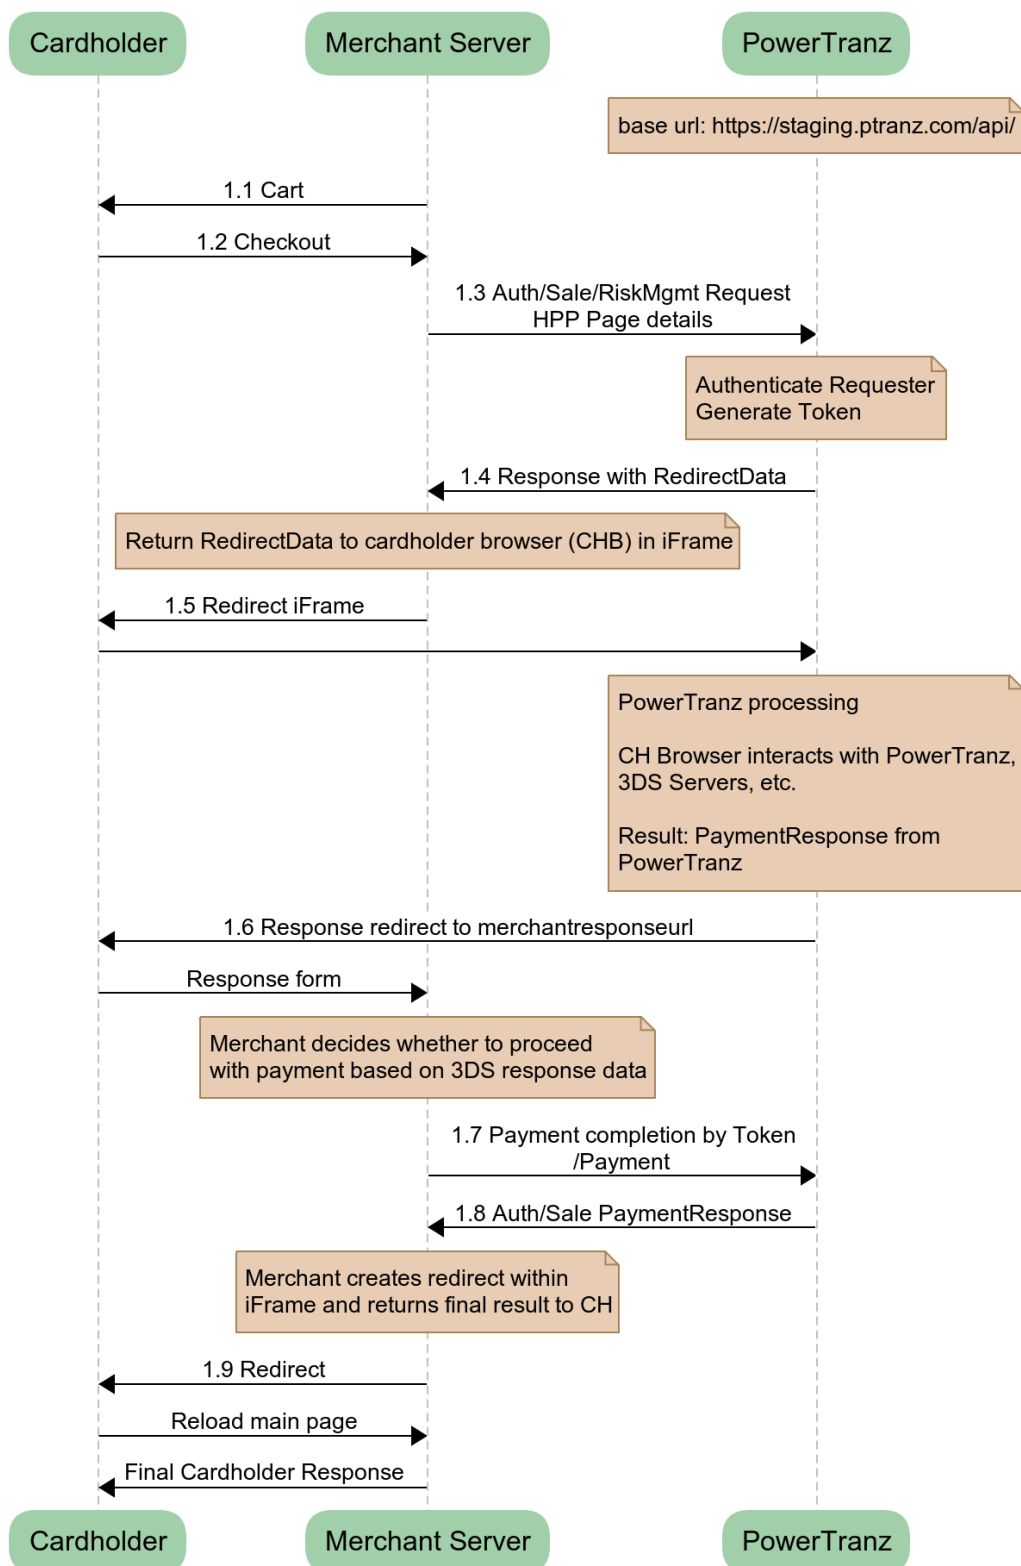 Cardholder
Merchant Server
PowerTranz
base url: https://staging.ptranz.com/api/
1.1 Cart
1.2 Checkout
1.3 Auth/Sale/RiskMgmt Request
HPP Page details
Authenticate Requester
Generate Token
1.4 Response with RedirectData
Return RedirectData to cardholder browser (CHB) in iFrame
1.5 Redirect iFrame
PowerTranz processing
CH Browser interacts with PowerTranz,
3DS Servers, etc.
Result: PaymentResponse from
PowerTranz
1.6 Response redirect to merchantresponseurl
Response form
Merchant decides whether to proceed
with payment based on 3DS response data
1.7 Payment completion by Token
/Payment
1.8 Auth/Sale PaymentResponse
Merchant creates redirect within
iFrame and returns final result to CH
1.9 Redirect
Reload main page
Final Cardholder Response
Cardholder
Merchant Server
PowerTranz